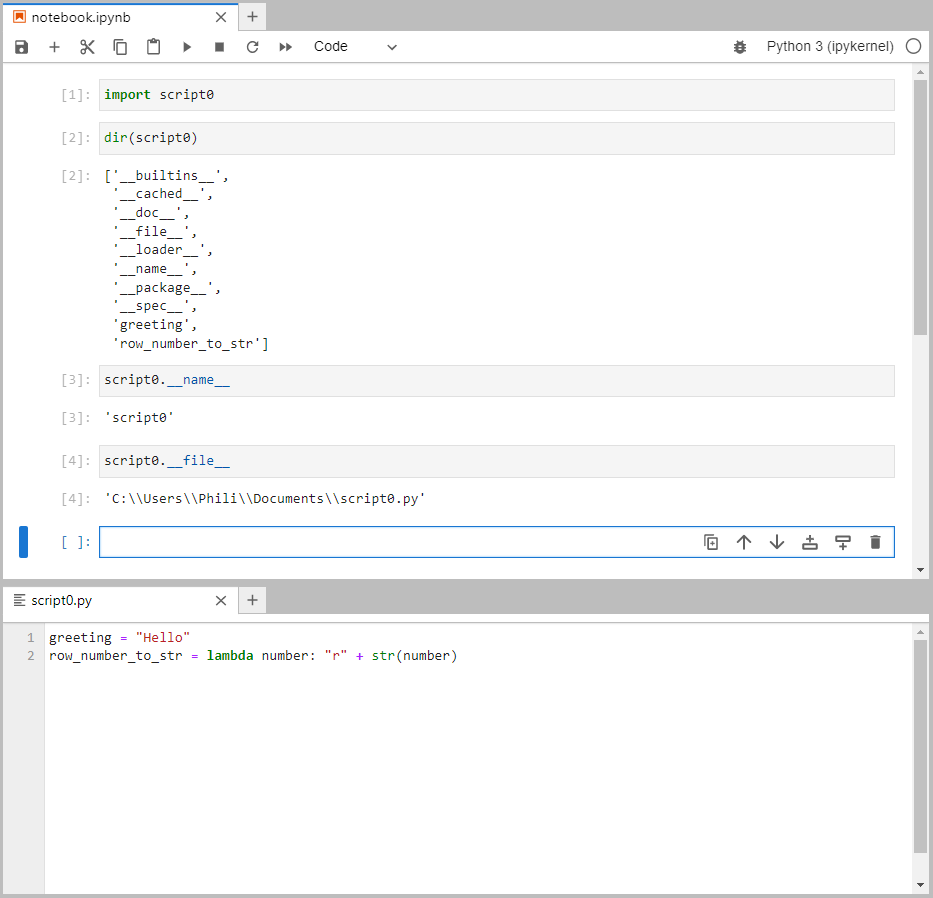 notebook.ipynb
Code
Python 3 (ipykernel)
[1]: import script0
[2]: dir(script0)
[2]: ['__builtins__',
'__cached__',
'__doc__',
'__file__',
'__loader__',
'__name__',
'__package__',
'__spec__',
'greeting',
'row_number_to_str']
[3]: script0.__name__
[3]: 'script0'
[4]: script0.__file__
[4]: 'C:\\Users\\Phili\\Documents\\script0.py'
[ ]:
script0.py
1 greeting = "Hello"
2 row_number_to_str = lambda number: "r" + str(number)